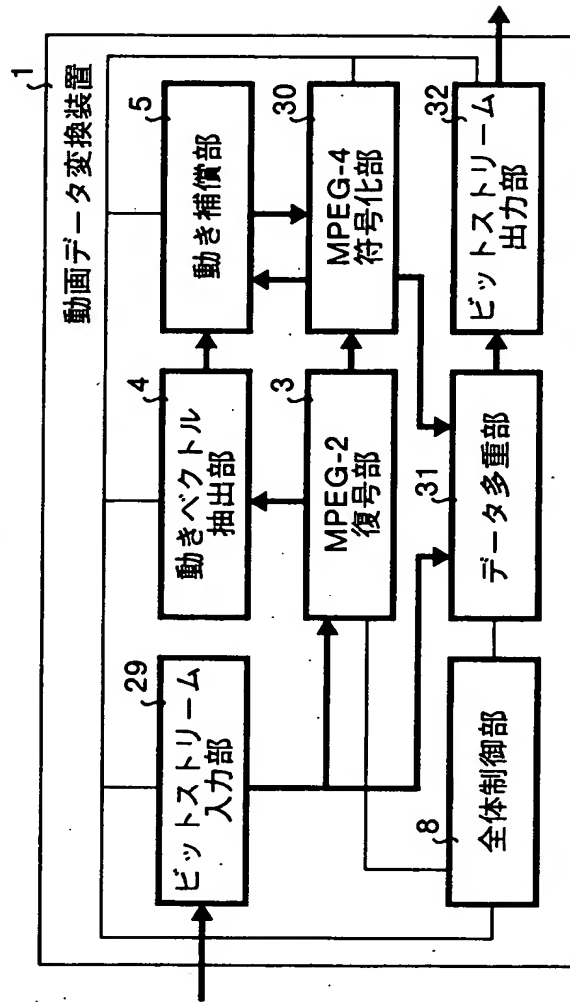 1
動画データ変換装置
29
ビットストリーム
入力部
4
動きベクトル
抽出部
5
動き補償部
3
MPEG-2
復号部
30
MPEG-4
符号化部
8
全体制御部
31
データ多重部
32
ビットストリーム
出力部